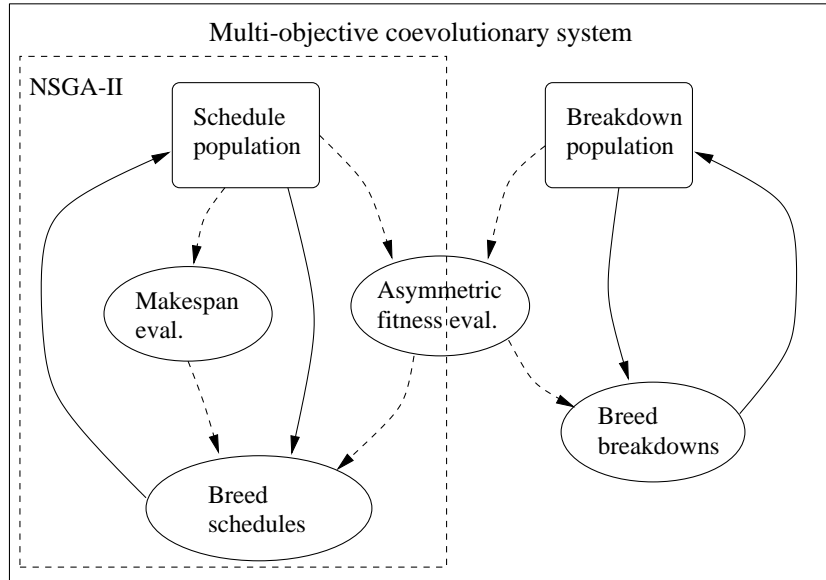 Multi-objective coevolutionary system
NSGA-II
Schedule
population
Breakdown
population
Makespan
eval.
Asymmetric
fitness eval.
Breed
schedules
Breed
breakdowns